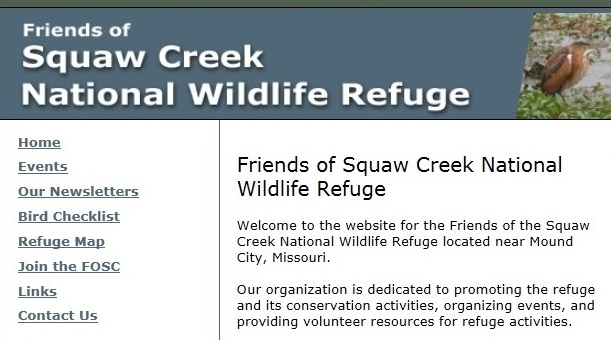 Friends of
Squaw Creek
National Wildlife Refuge
Home
Events
Our Newsletters
Bird Checklist
Refuge Map
Join the FOSC
Links
Contact Us
Friends of Squaw Creek National
Wildlife Refuge
Welcome to the website for the Friends of the Squaw
Creek National Wildlife Refuge located near Mound
City, Missouri.
Our organization is dedicated to promoting the refuge
and its conservation activities, organizing events, and
providing volunteer resources for refuge activities.